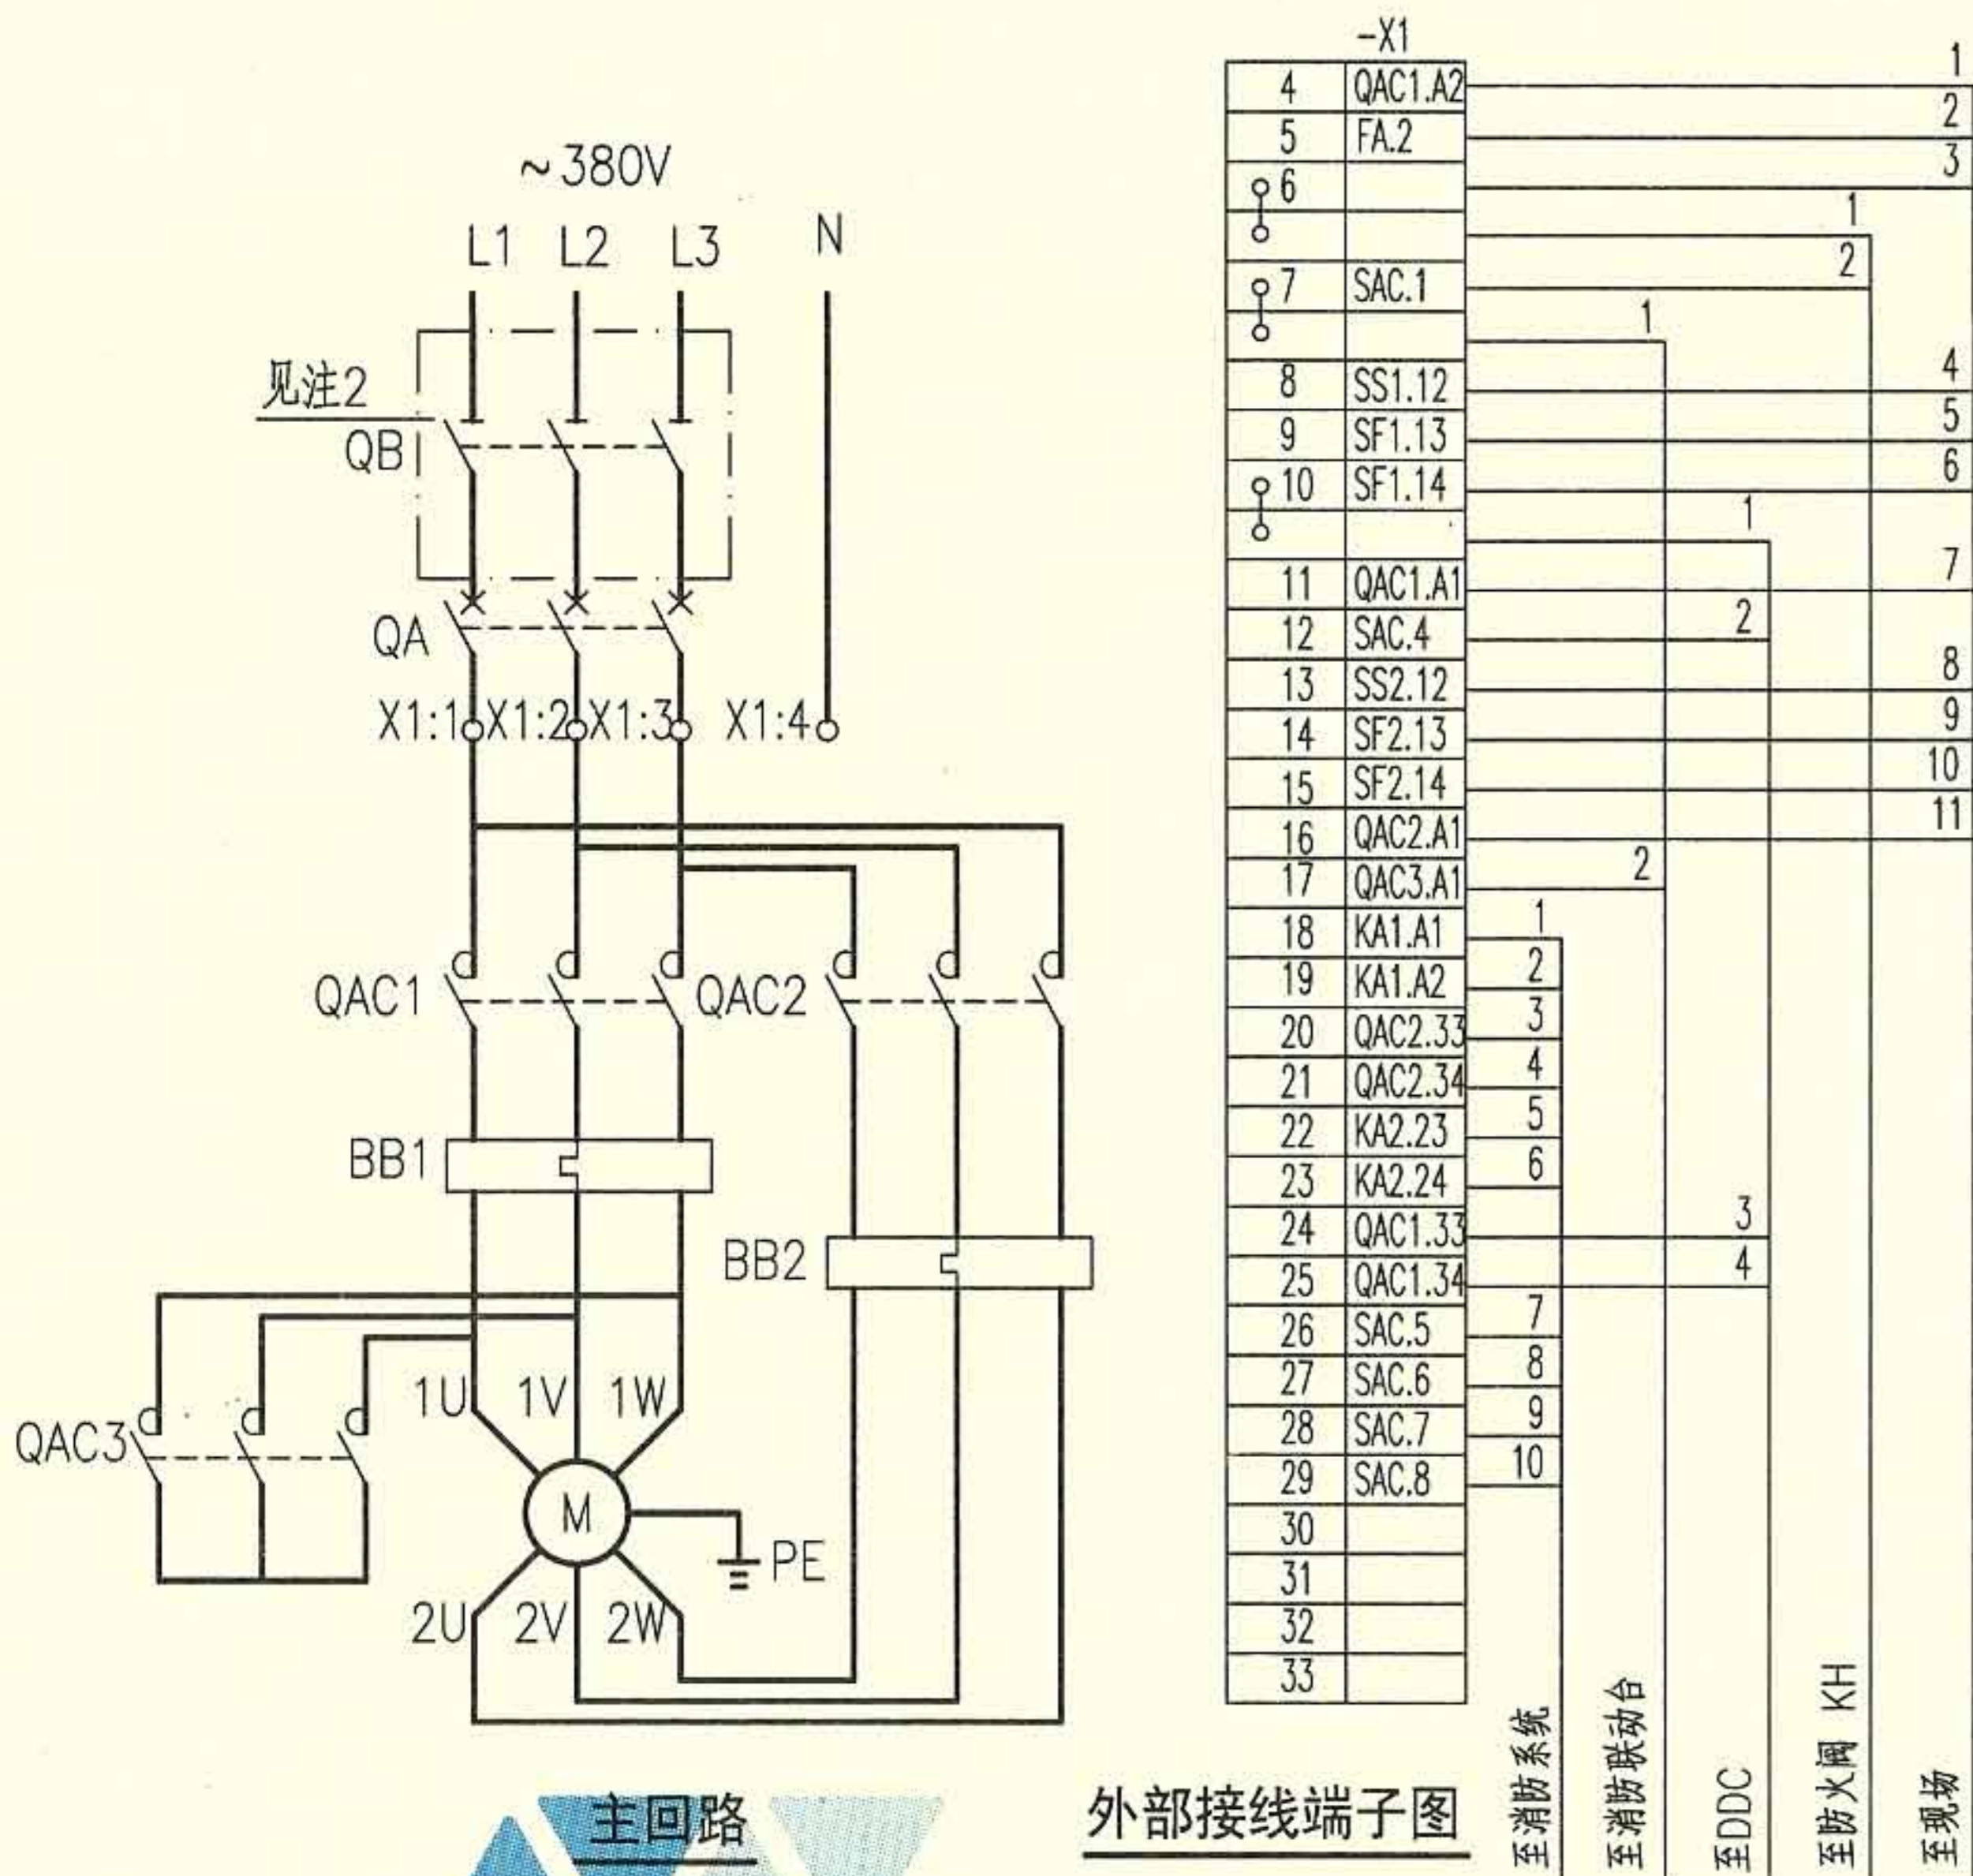 ~380V
L1 L2 L3 N
见注2
QB
QA
X1:1 X1:2 X1:3 X1:4
QAC1 QAC2
BB1
BB2
1U 1V 1W
QAC3
M
PE
2U 2V 2W
主回路
-X1
4 QAC1.A2 1
5 FA.2 2
6 3
1
7 SAC.1 2
1
8 SS1.12 4
9 SF1.13 5
10 SF1.14 6
1
11 QAC1.A1 7
12 SAC.4 2
13 SS2.12 8
14 SF2.13 9
15 SF2.14 10
16 QAC2.A1 11
17 QAC3.A1 2
18 KA1.A1 1
19 KA1.A2 2
20 QAC2.33 3
21 QAC2.34 4
22 KA2.23 5
23 KA2.24 6
24 QAC1.33 3
25 QAC1.34 4
26 SAC.5 7
27 SAC.6 8
28 SAC.7 9
29 SAC.8 10
30
31
32
33
至消防系统
至消防联动台
至DDC
至防火阀 KH
至现场
外部接线端子图